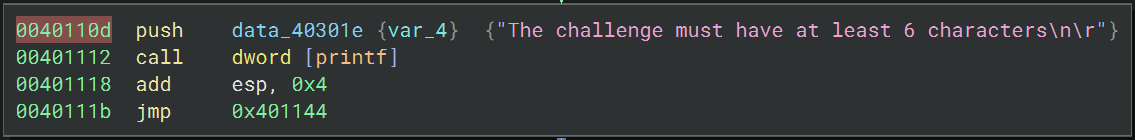 0040110d push data_40301e {var_4} {"The challenge must have at least 6 characters\n\r"}
00401112 call dword [printf]
00401118 add esp, 0x4
0040111b jmp 0x401144